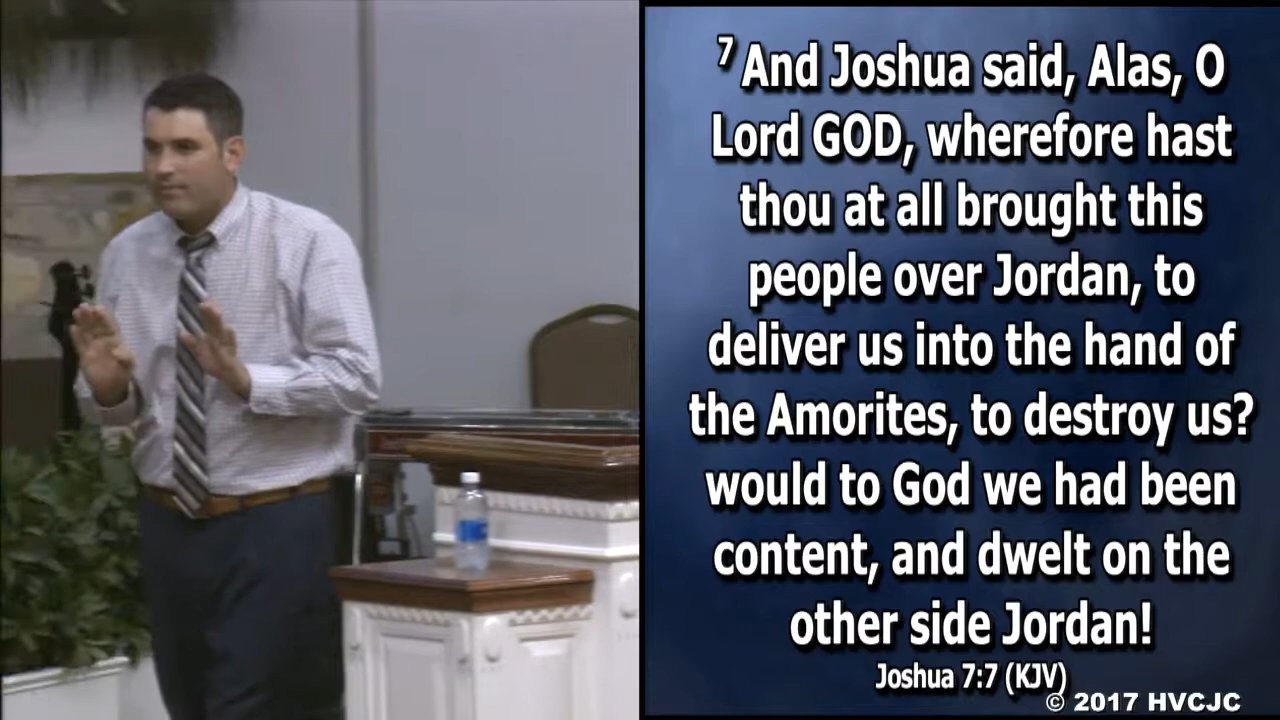 7 And Joshua said, Alas, O
Lord GOD, wherefore hast
thou at all brought this
people over Jordan, to
deliver us into the hand of
the Amorites, to destroy us?
would to God we had been
content, and dwelt on the
other side Jordan!
Joshua 7:7 (KJV)
© 2017 HVCJC